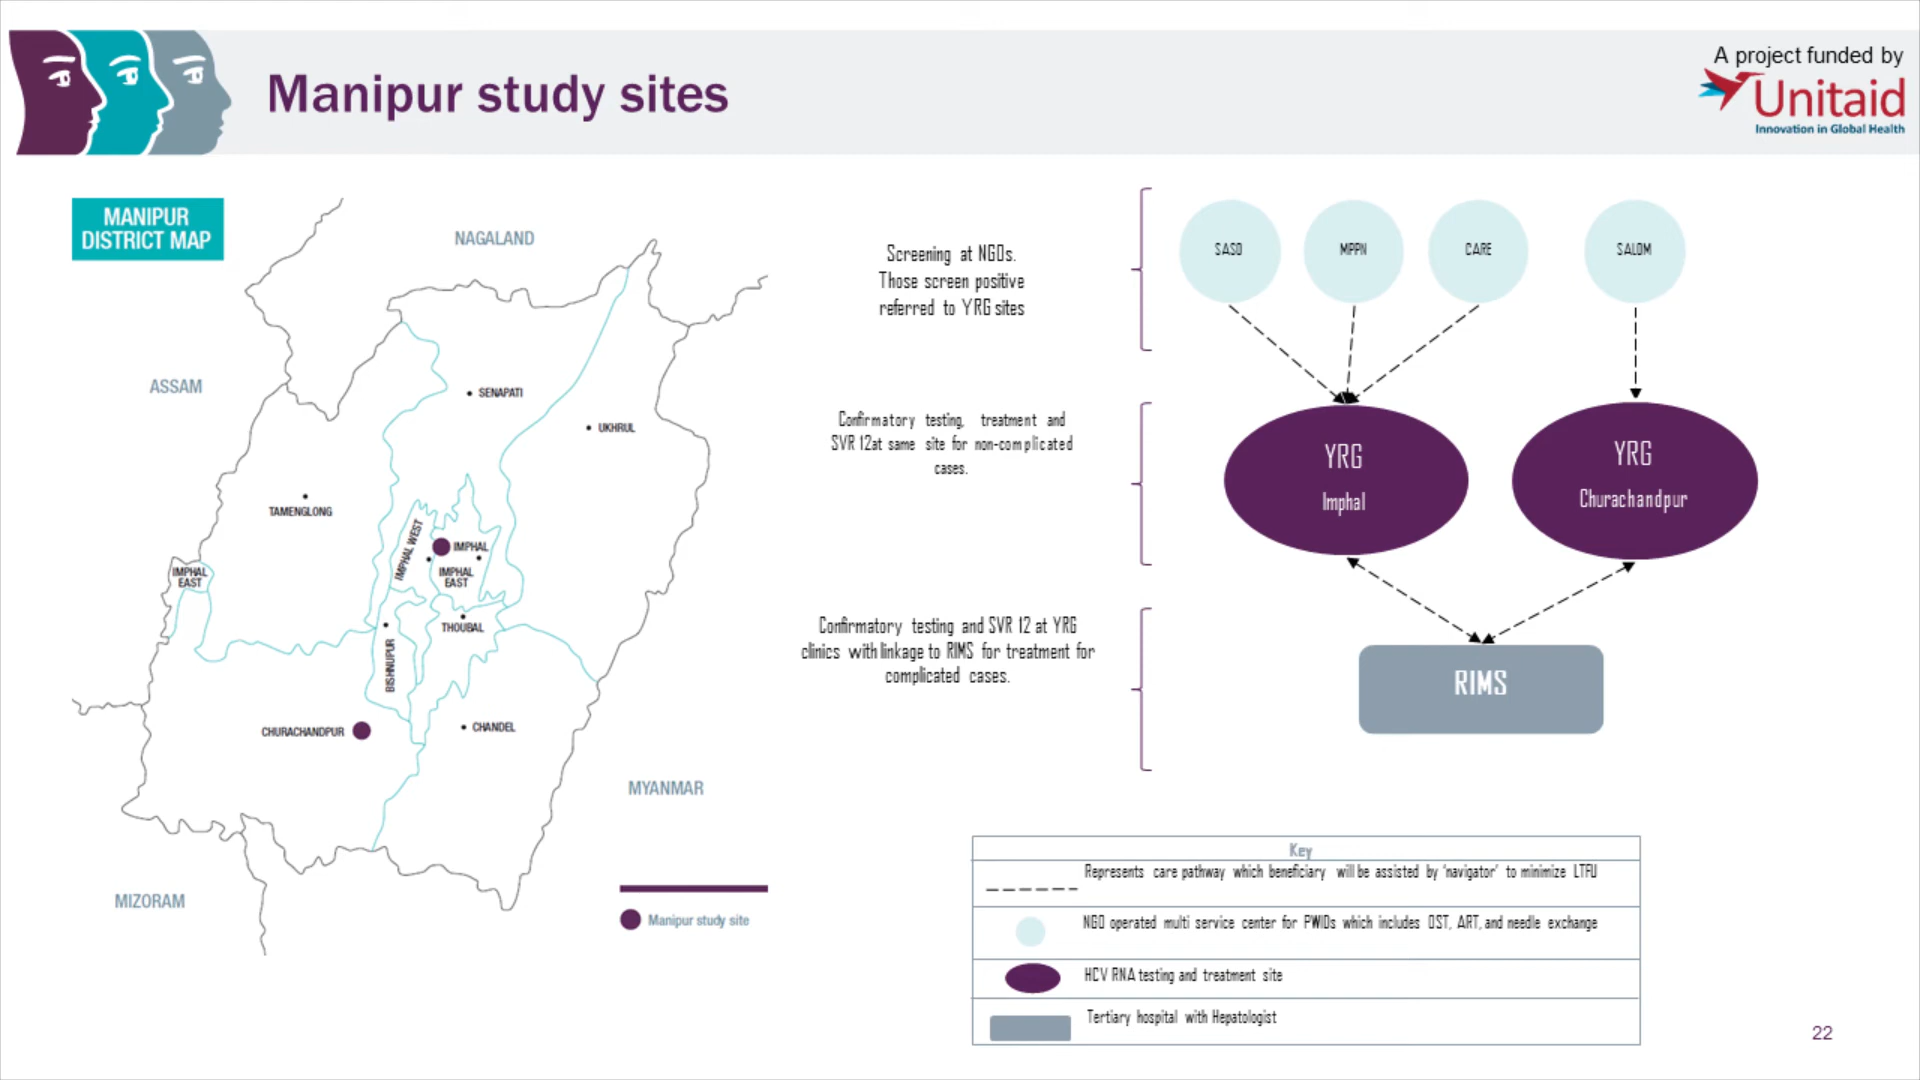 Manipur study sites
A project funded by
Unitaid
Innovation in Global Health
MANIPUR
DISTRICT MAP
NAGALAND
ASSAM
SENAPATI
UKHRUL
TAMENGLONG
IMPHAL WEST
IMPHAL
IMPHAL
EAST
IMPHAL
EAST
THOUBAL
BISHNUPUR
CHURACHANDPUR
CHANDEL
MYANMAR
MIZORAM
Manipur study site
Screening at NGOs.
Those screen positive
referred to YRG sites
Confirmatory testing, treatment and
SVR 12at same site for non-complicated
cases.
Confirmatory testing and SVR 12 at YRG
clinics with linkage to RIMS for treatment for
complicated cases.
SASO
MPPN
CARE
SALOM
YRG
Imphal
YRG
Churachandpur
RIMS
Key
Represents care pathway which beneficiary will be assisted by 'navigator' to minimize LTFU
NGO operated multi service center for PWIDs which includes OST, ART, and needle exchange
HCV RNA testing and treatment site
Tertiary hospital with Hepatologist
22